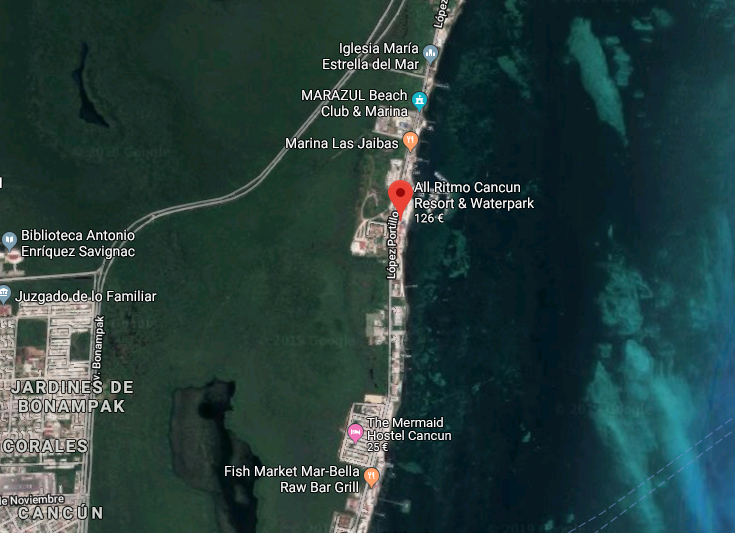 López
Iglesia María
Estrella del Mar
MARAZUL Beach
Club & Marina
Marina Las Jaibas
All Ritmo Cancun
Resort & Waterpark
126 €
López Portillo
Biblioteca Antonio
Enríquez Savignac
Juzgado de lo Familiar
Bonampak
JARDINES DE
BONAMPAK
The Mermaid
Hostel Cancun
25 €
CORALES
Fish Market Mar-Bella
Raw Bar Grill
de Noviembre
CANCÚN